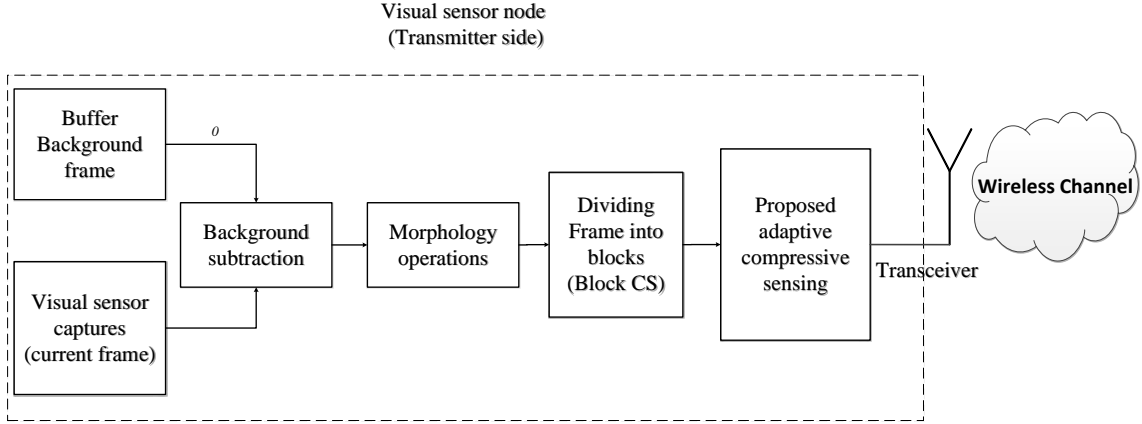 Visual sensor node
(Transmitter side)
Buffer
Background
frame
0
Visual sensor
captures
(current frame)
Background
subtraction
Morphology
operations
Dividing
Frame into
blocks
(Block CS)
Proposed
adaptive
compressive
sensing
Transceiver
Wireless Channel